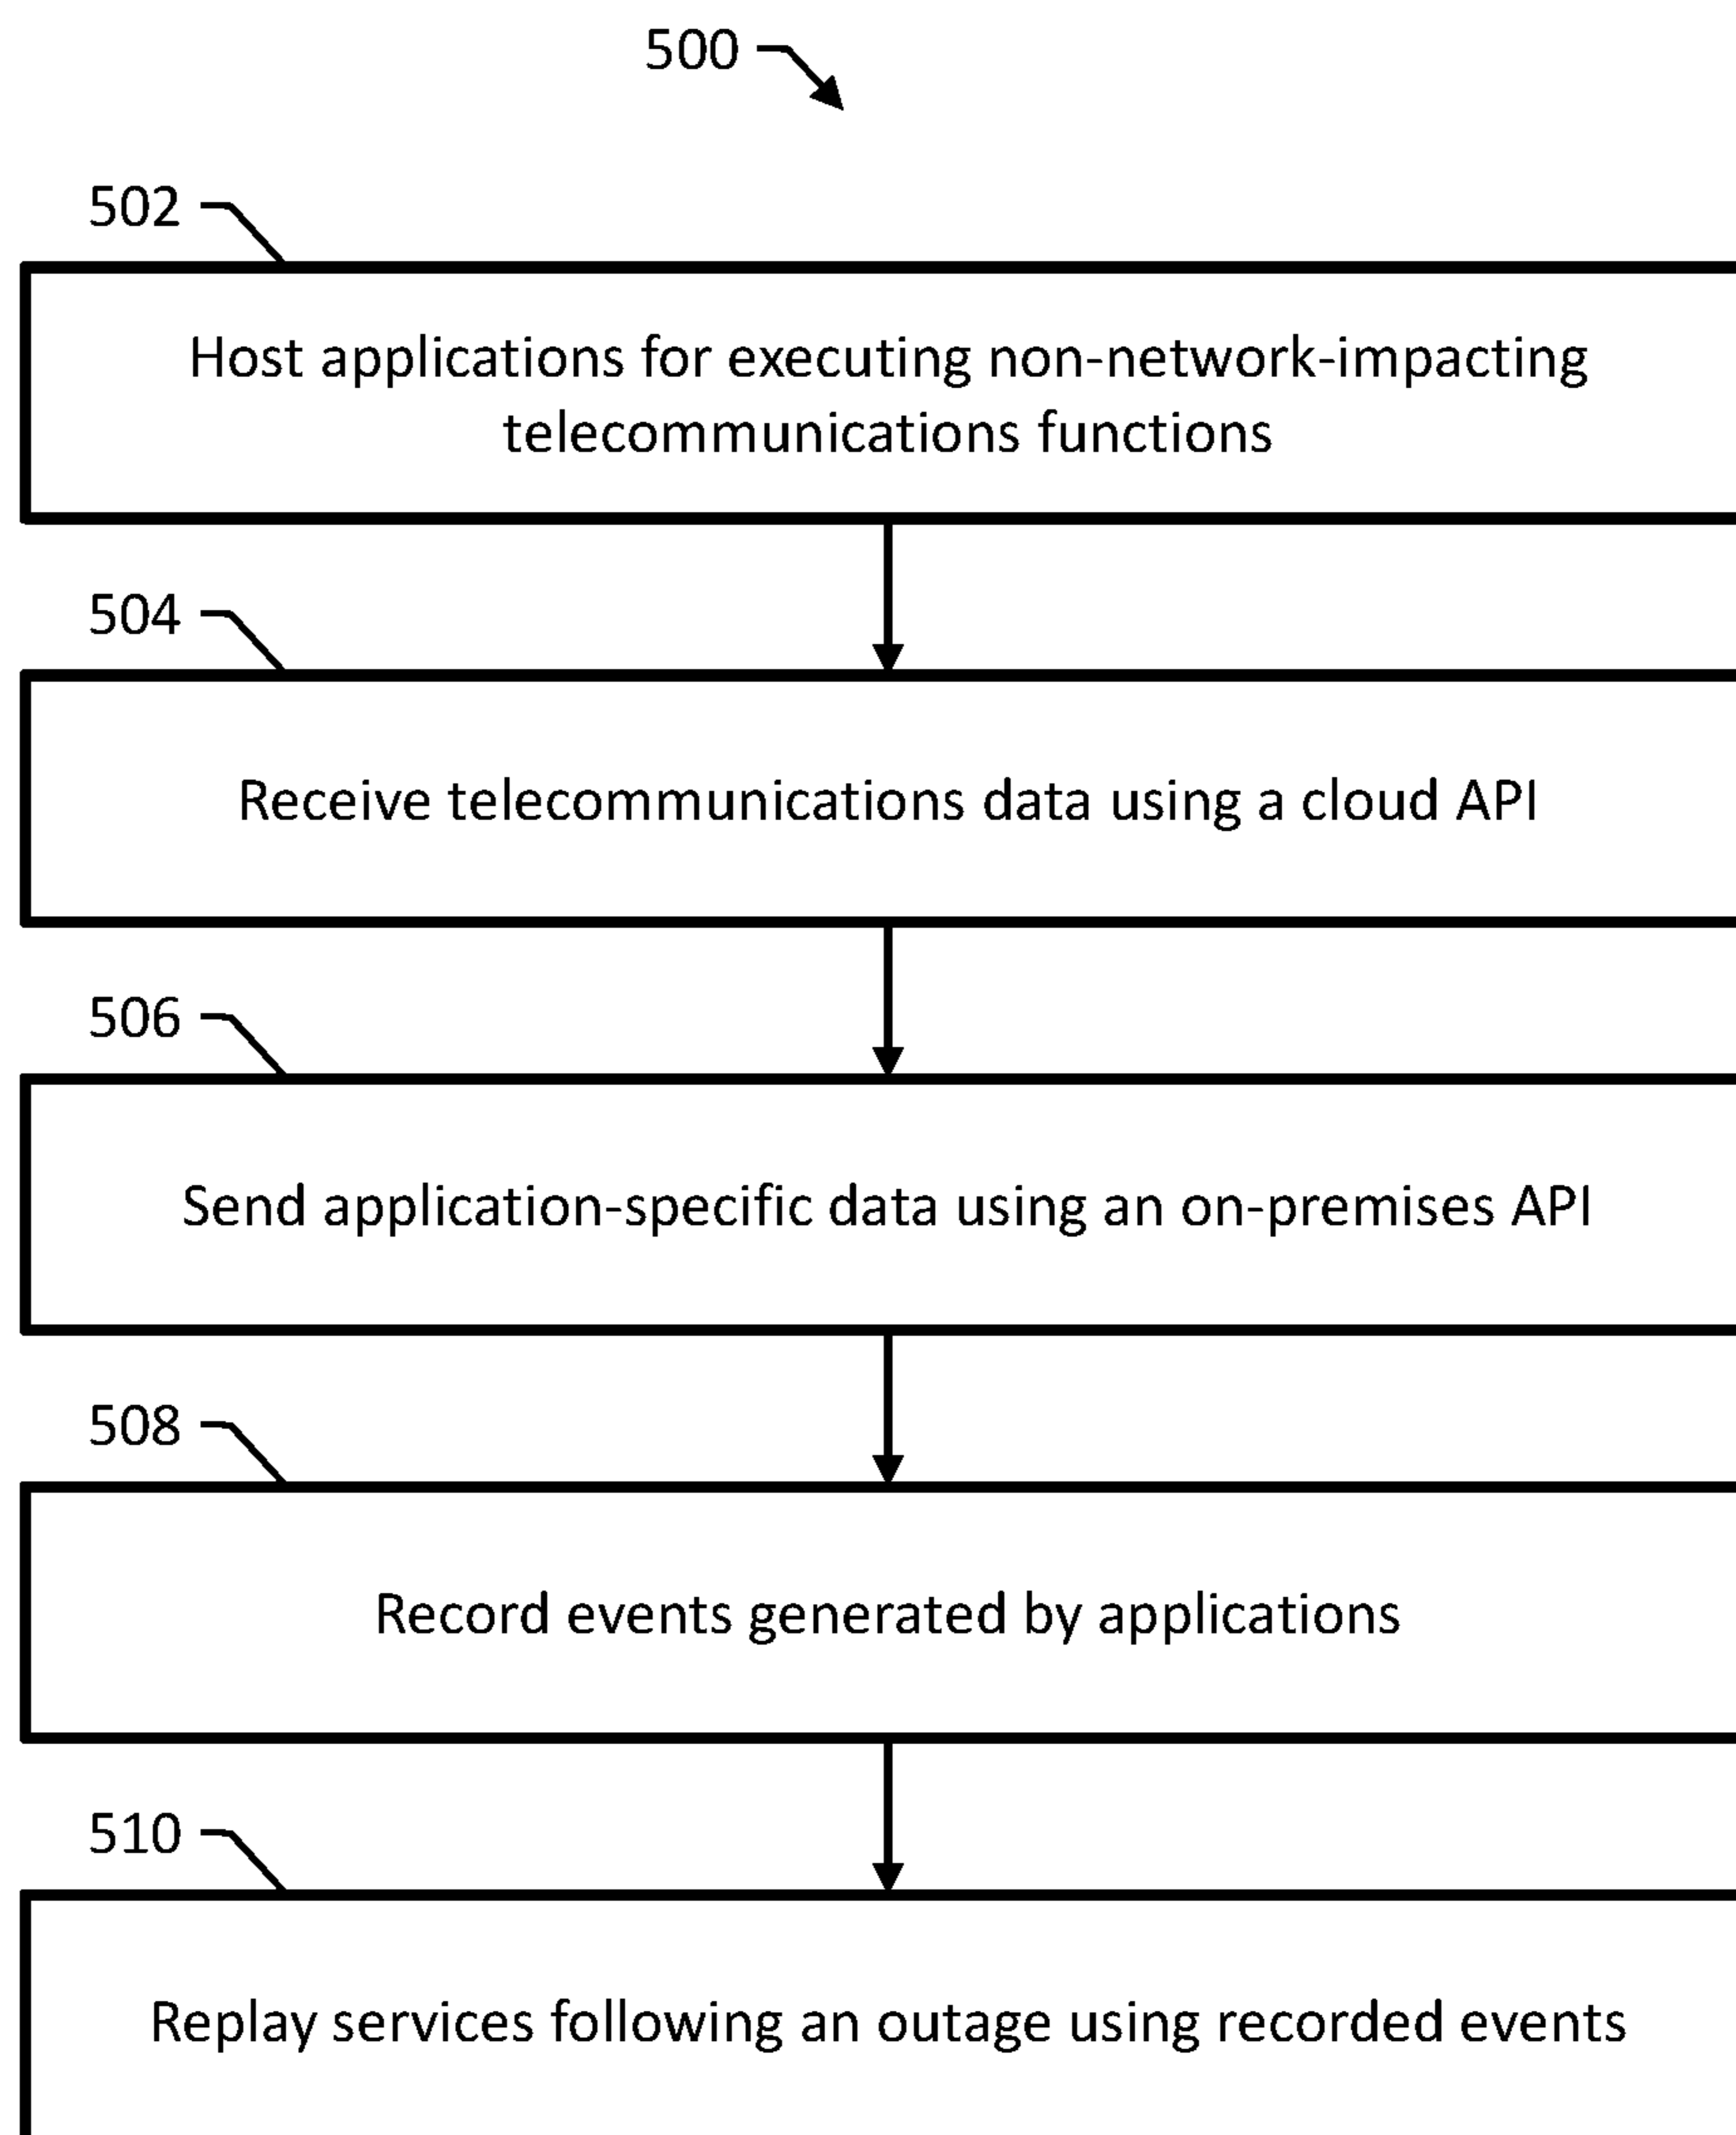 500
502
Host applications for executing non-network-impacting
telecommunications functions
504
Receive telecommunications data using a cloud API
506
Send application-specific data using an on-premises API
508
Record events generated by applications
510
Replay services following an outage using recorded events